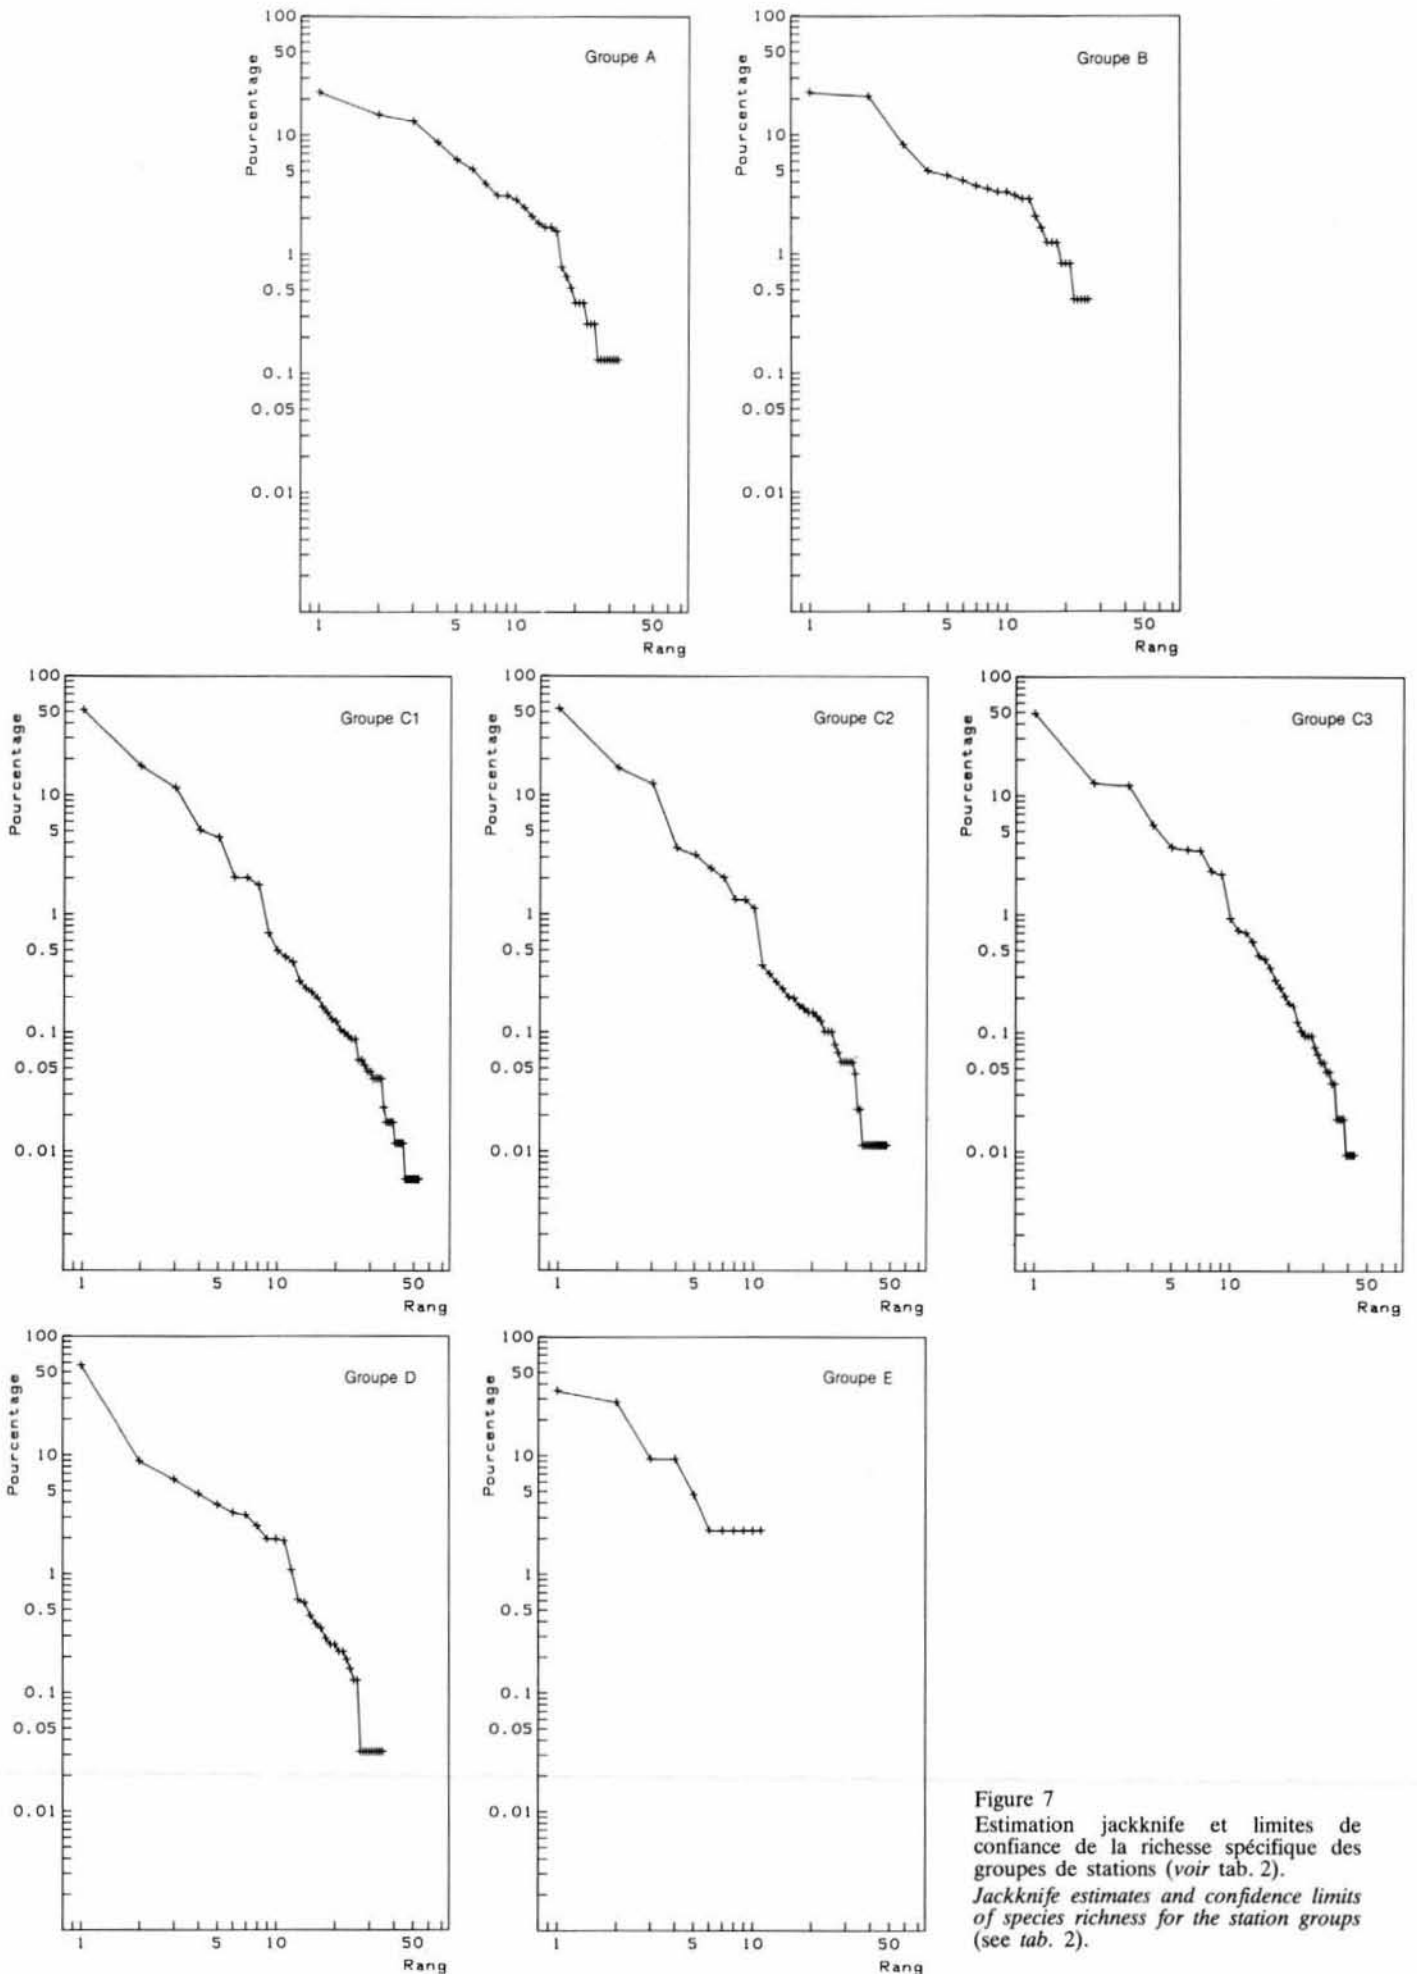 Groupe A
Pourcentage
100
50
10
5
1
0.5
0.1
0.05
0.01
1 5 10 50
Rang
Groupe B
Pourcentage
100
50
10
5
1
0.5
0.1
0.05
0.01
1 5 10 50
Rang
Groupe C1
Pourcentage
100
50
10
5
1
0.5
0.1
0.05
0.01
1 5 10 50
Rang
Groupe C2
Pourcentage
100
50
10
5
1
0.5
0.1
0.05
0.01
1 5 10 50
Rang
Groupe C3
Pourcentage
100
50
10
5
1
0.5
0.1
0.05
0.01
1 5 10 50
Rang
Groupe D
Pourcentage
100
50
10
5
1
0.5
0.1
0.05
0.01
1 5 10 50
Rang
Groupe E
Pourcentage
100
50
10
5
1
0.5
0.1
0.05
0.01
1 5 10 50
Rang
Figure 7
Estimation jackknife et limites de
confiance de la richesse spécifique des
groupes de stations (voir tab. 2).
Jackknife estimates and confidence limits
of species richness for the station groups
(see tab. 2).